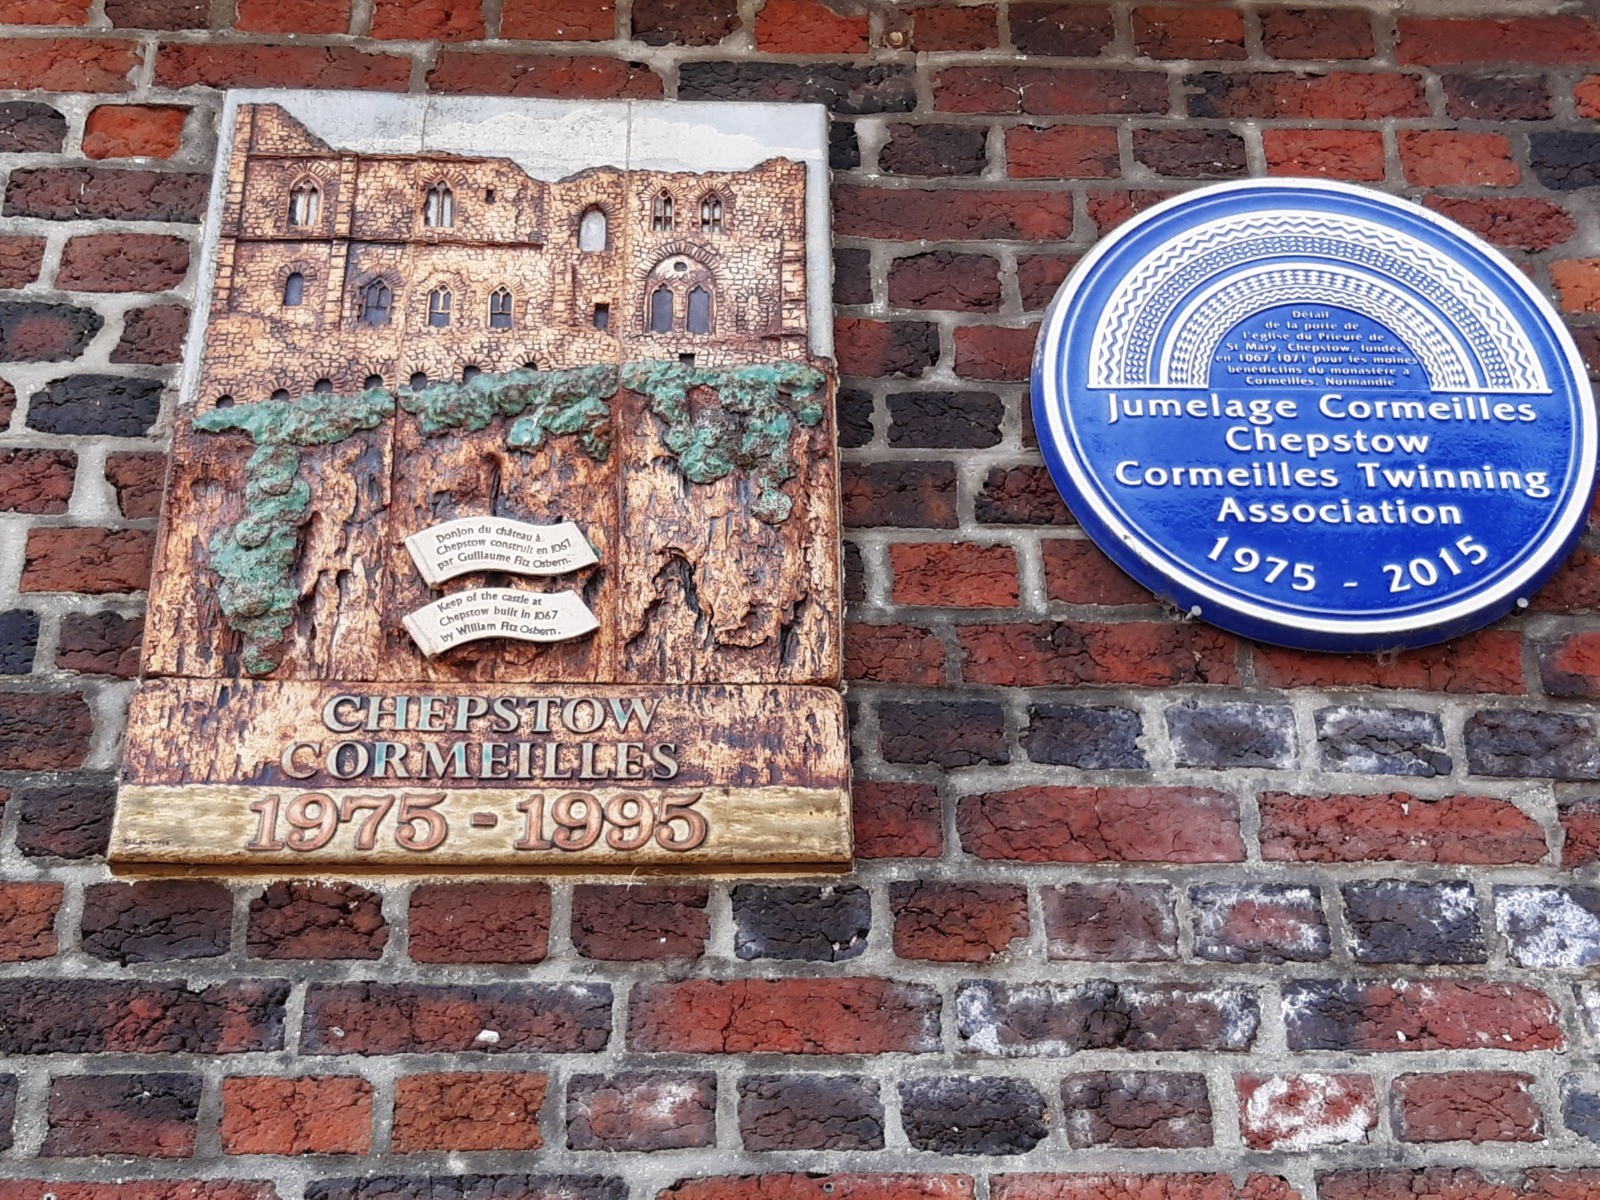 Donjon du château à
Chepstow construit en 1067
par Guillaume Fitz Osbern.
Keep of the castle at
Chepstow built in 1067
by William Fitz Osbern.
CHEPSTOW
CORMEILLES
1975-1995
Détail
de la porte de
l'église du Prieuré de
St Mary, Chepstow, fondée
en 1067-1071 pour les moines
bénédictins du monastère à
Cormeilles, Normandie
Jumelage Cormeilles
Chepstow
Cormeilles Twinning
Association
1975 - 2015